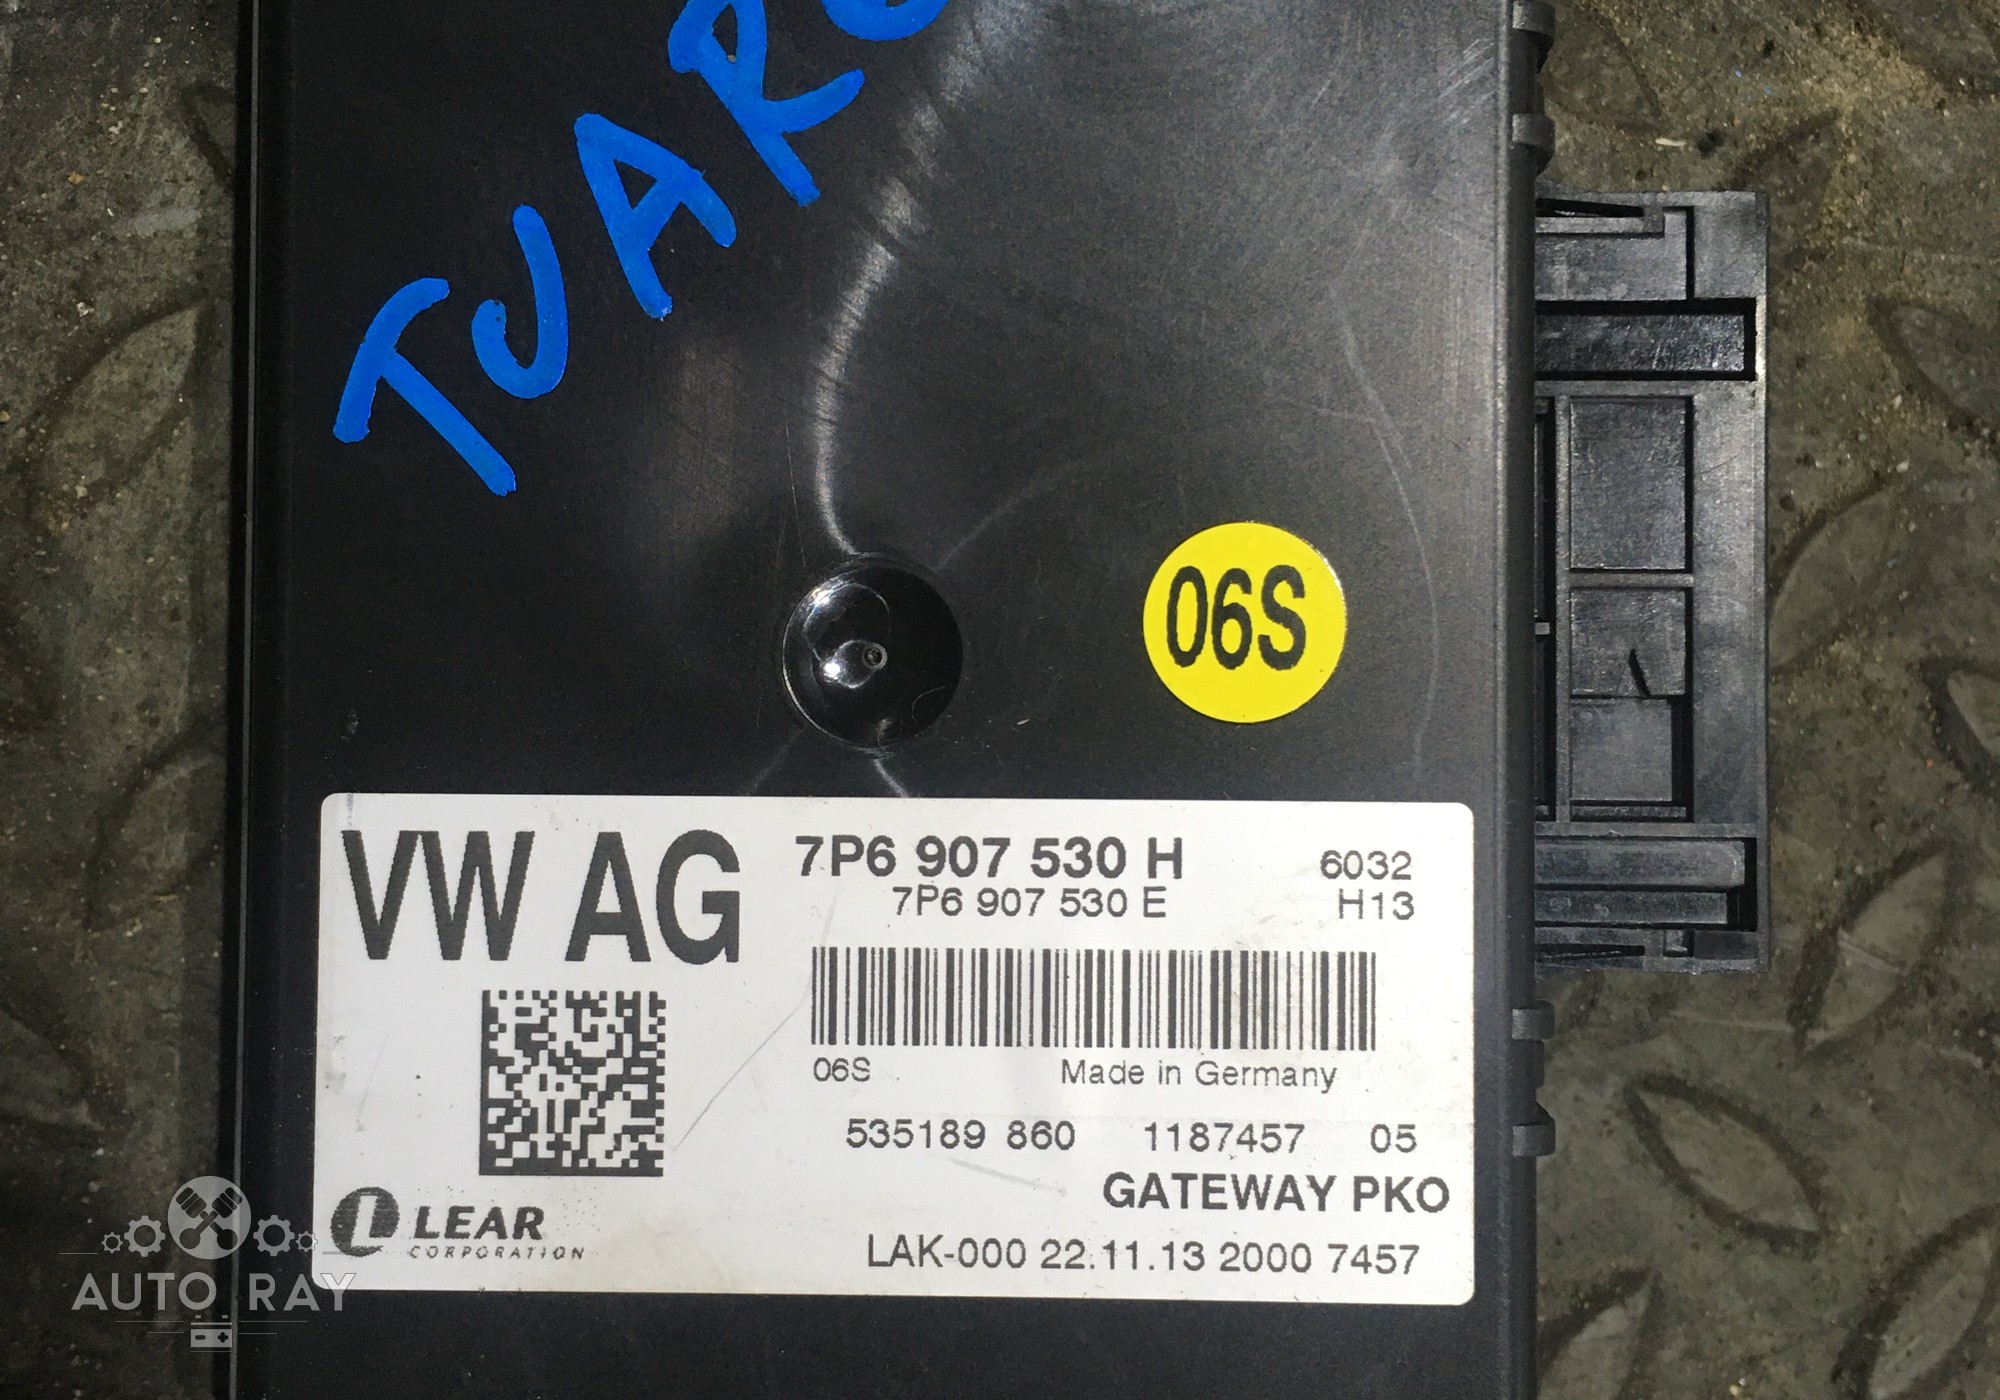 TUAR
06S
VW AG
7P6 907 530 H
6032
7P6 907 530 E
H13
06S
Made in Germany
535189 860 1187457 05
GATEWAY PKO
LEAR
CORPORATION
LAK-000 22.11.13 2000 7457
AUTO RAY